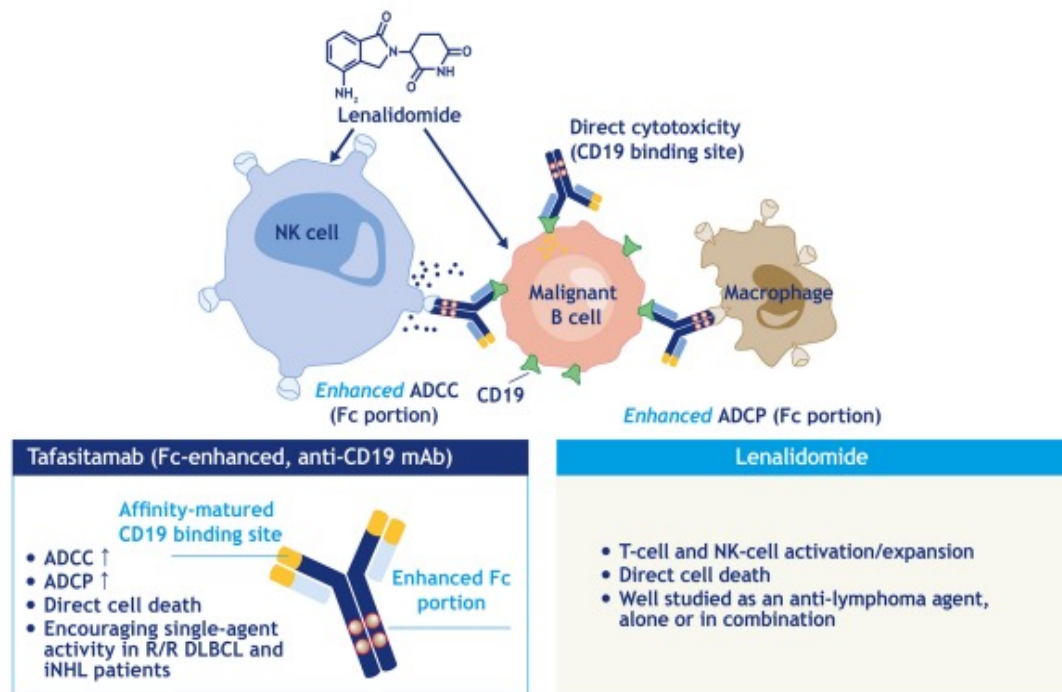 O
N
O
NH
O
NH₂
Lenalidomide
Direct cytotoxicity
(CD19 binding site)
NK cell
Malignant
B cell
Macrophage
Enhanced ADCC
(Fc portion)
CD19
Enhanced ADCP (Fc portion)
Tafasitamab (Fc-enhanced, anti-CD19 mAb)
Affinity-matured
CD19 binding site
• ADCC ↑
• ADCP ↑
• Direct cell death
• Encouraging single-agent
activity in R/R DLBCL and
iNHL patients
Enhanced Fc
portion
Lenalidomide
• T-cell and NK-cell activation/expansion
• Direct cell death
• Well studied as an anti-lymphoma agent,
alone or in combination